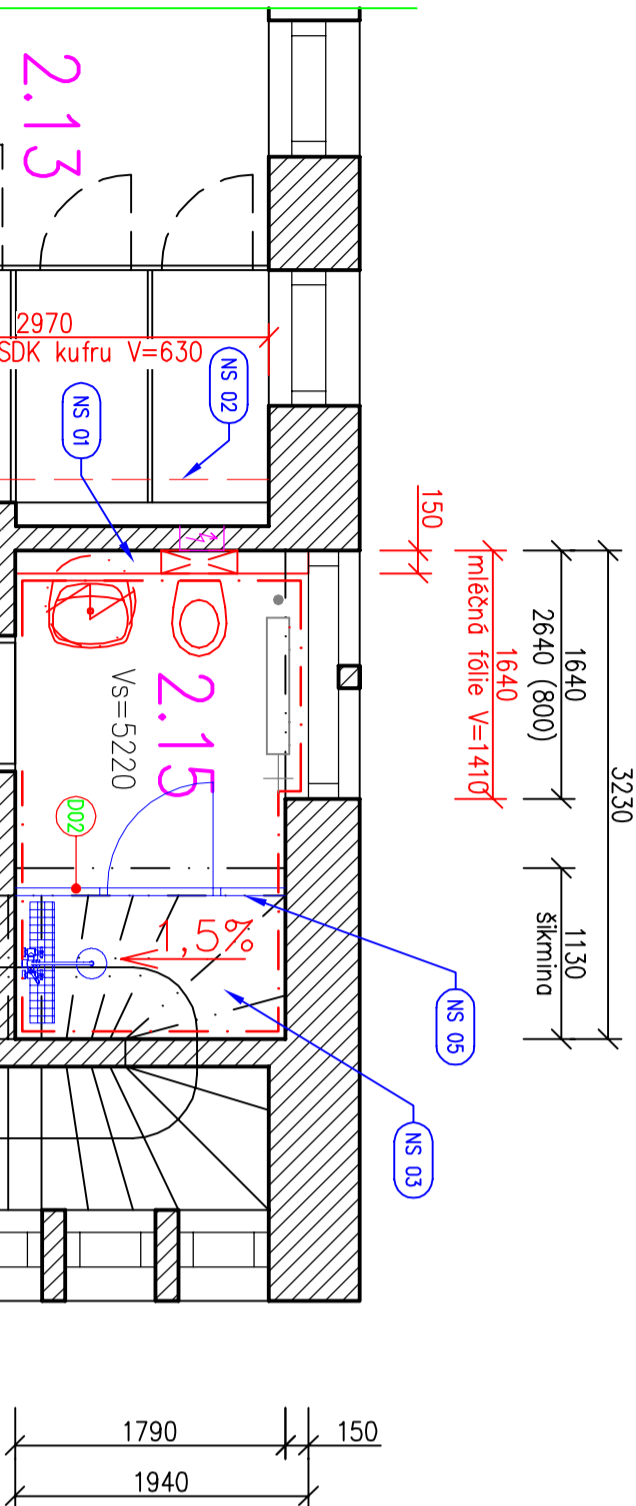 2.13
2970
SDK kufru V=630
NS 02
NS 01
150
1640
mléčná fólie V=1410
1640
2640 (800)
3230
2.15
Vs=5220
D02
1,5%
1130
šikmina
NS 05
NS 03
1790
150
1940